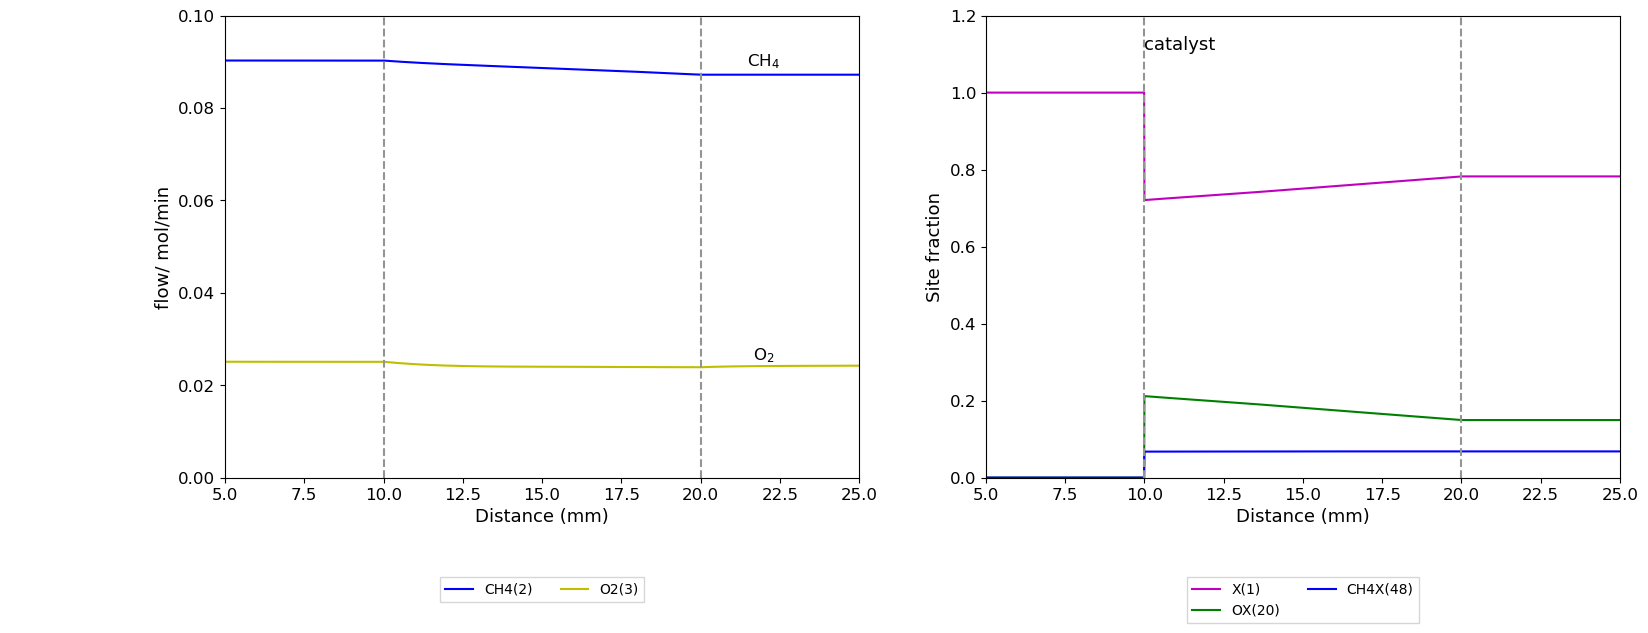 0.10
0.08
0.06
0.04
0.02
0.00
flow/ mol/min
CH4
O2
5.0 7.5 10.0 12.5 15.0 17.5 20.0 22.5 25.0
Distance (mm)
CH4(2) O2(3)
1.2
1.0
0.8
0.6
0.4
0.2
0.0
Site fraction
catalyst
5.0 7.5 10.0 12.5 15.0 17.5 20.0 22.5 25.0
Distance (mm)
X(1) CH4X(48)
OX(20)